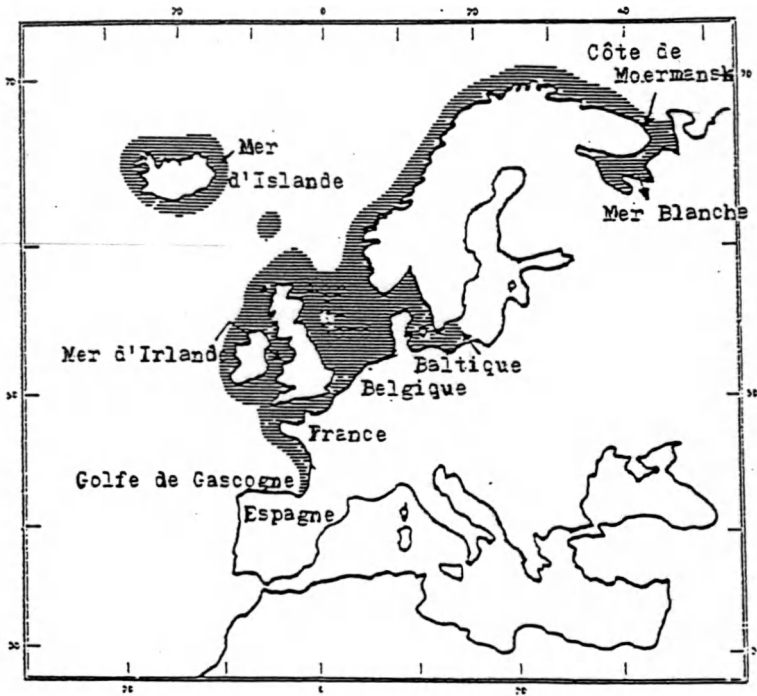 Côte de
Moermansk
Mer
d'Islande
Mer Blanche
Mer d'Irland
Baltique
Belgique
France
Golfe de Gascogne
Espagne